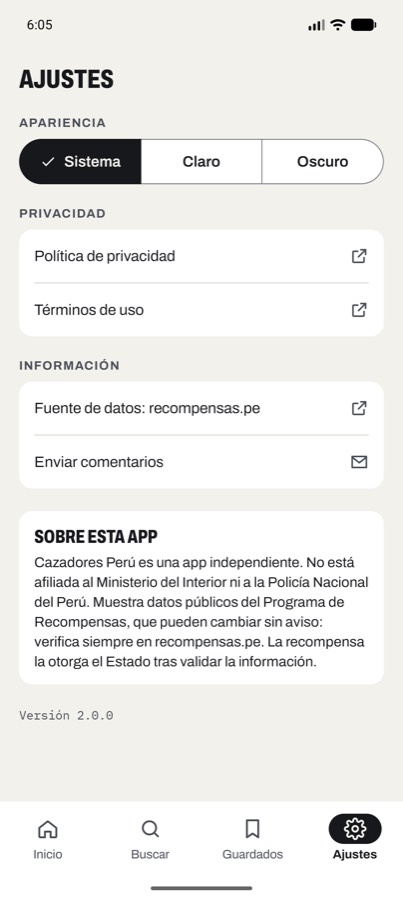 6:05
AJUSTES
APARIENCIA
Sistema
Claro
Oscuro
PRIVACIDAD
Política de privacidad
Términos de uso
INFORMACIÓN
Fuente de datos: recompensas.pe
Enviar comentarios
SOBRE ESTA APP
Cazadores Perú es una app independiente. No está
afiliada al Ministerio del Interior ni a la Policía Nacional
del Perú. Muestra datos públicos del Programa de
Recompensas, que pueden cambiar sin aviso:
verifica siempre en recompensas.pe. La recompensa
la otorga el Estado tras validar la información.
Versión 2.0.0
Inicio
Buscar
Guardados
Ajustes